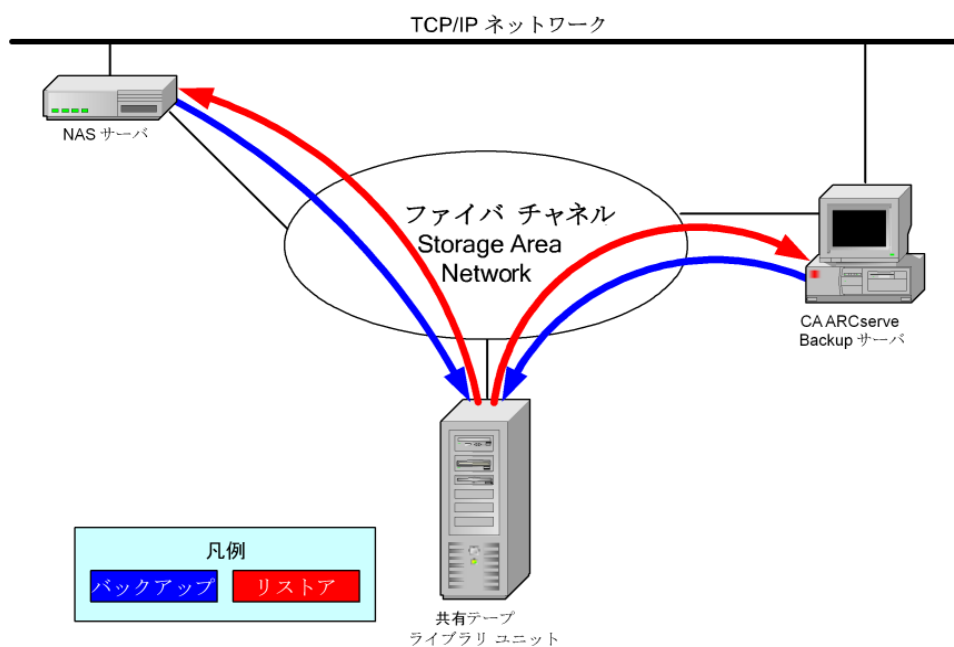 TCP/IP ネットワーク
NAS サーバ
ファイバ チャネル
Storage Area
Network
CA ARCserve
Backup サーバ
凡例
バックアップ
リストア
共有テープ
ライブラリ ユニット